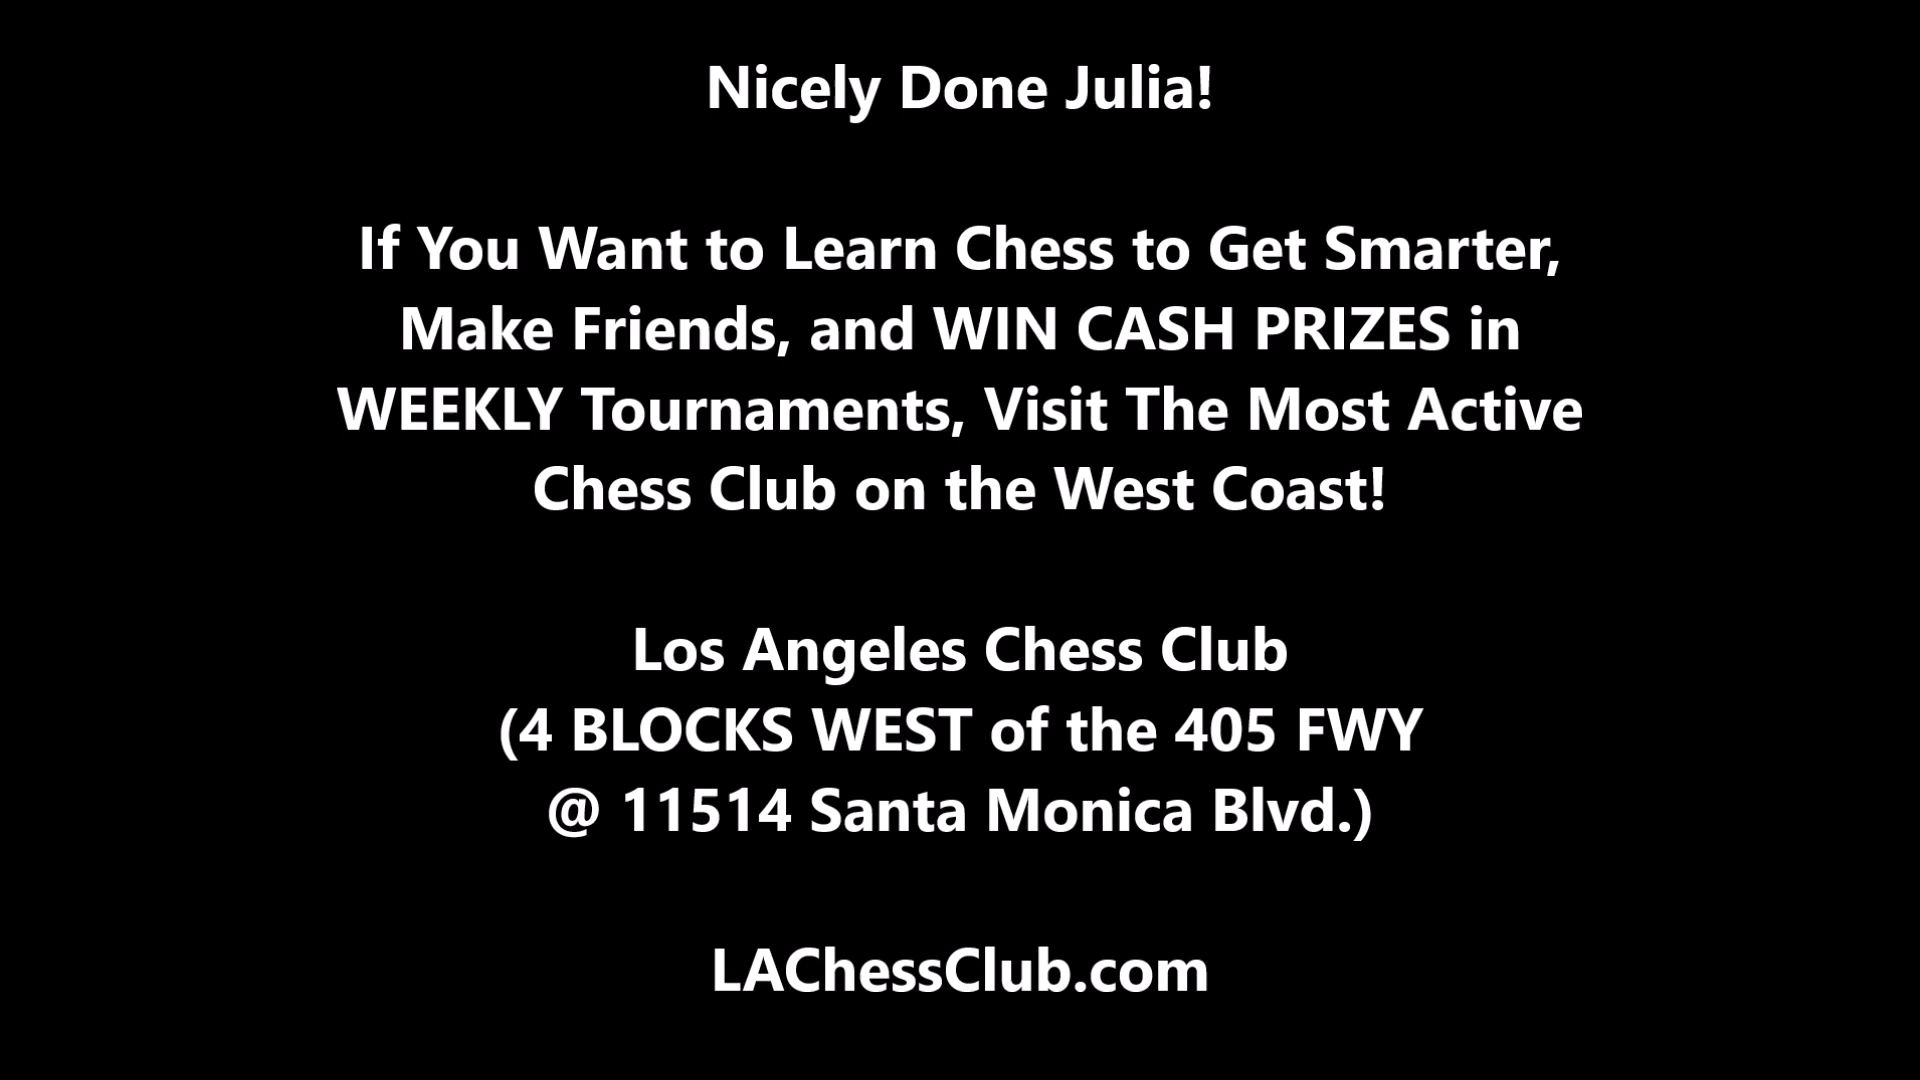 Nicely Done Julia!
If You Want to Learn Chess to Get Smarter,
Make Friends, and WIN CASH PRIZES in
WEEKLY Tournaments, Visit The Most Active
Chess Club on the West Coast!
Los Angeles Chess Club
(4 BLOCKS WEST of the 405 FWY
@ 11514 Santa Monica Blvd.)
LAChessClub.com